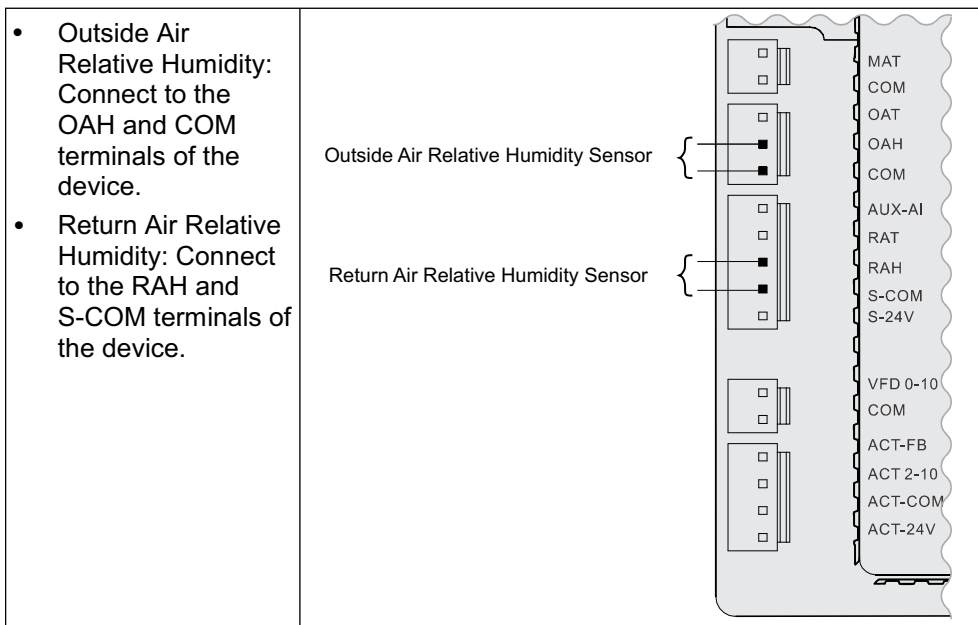 • Outside Air
Relative Humidity:
Connect to the
OAH and COM
terminals of the
device.
• Return Air Relative
Humidity: Connect
to the RAH and
S-COM terminals of
the device.
Outside Air Relative Humidity Sensor
Return Air Relative Humidity Sensor
MAT
COM
OAT
OAH
COM
AUX-AI
RAT
RAH
S-COM
S-24V
VFD 0-10
COM
ACT-FB
ACT 2-10
ACT-COM
ACT-24V